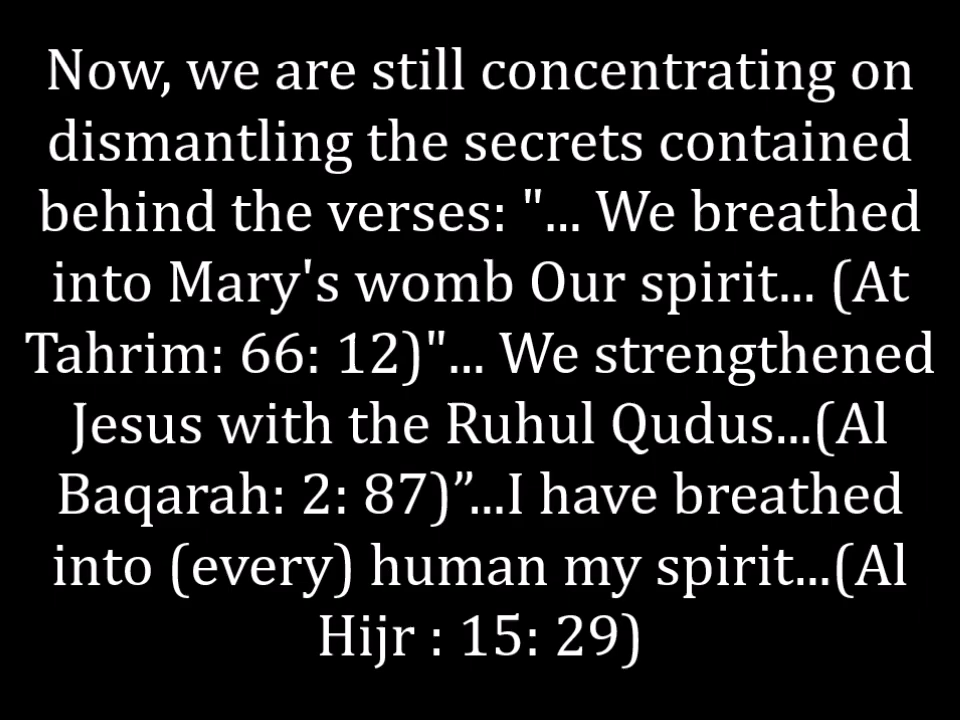 Now, we are still concentrating on
dismantling the secrets contained
behind the verses: "... We breathed
into Mary's womb Our spirit... (At
Tahrim: 66: 12)"... We strengthened
Jesus with the Ruhul Qudus...(Al
Baqarah: 2: 87)”...I have breathed
into (every) human my spirit...(Al
Hijr : 15: 29)